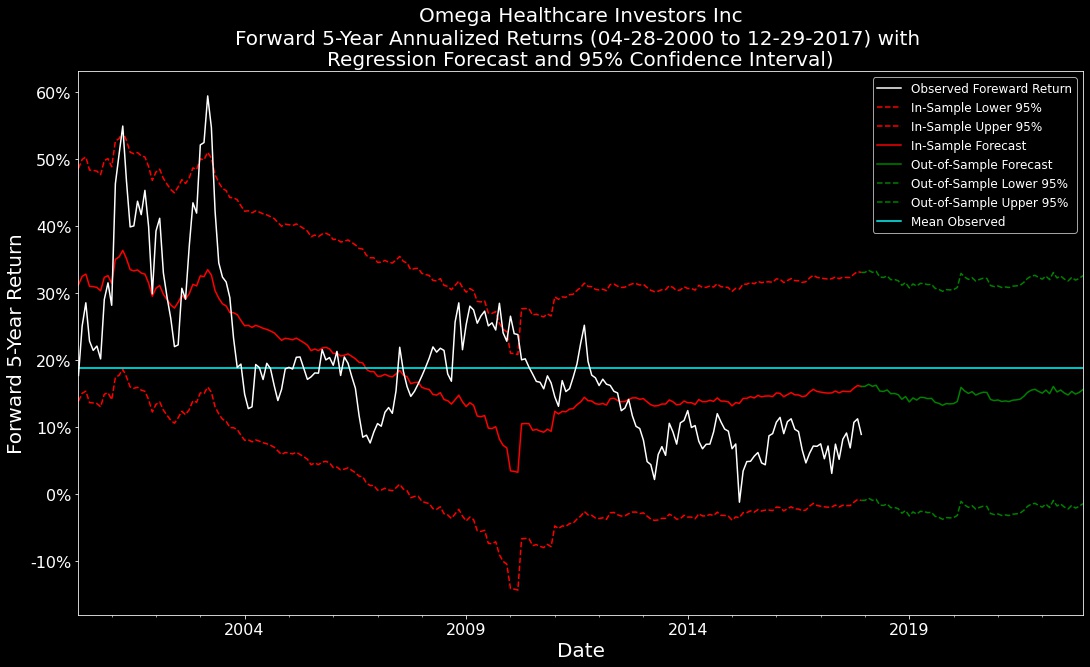 Omega Healthcare Investors Inc
Forward 5-Year Annualized Returns (04-28-2000 to 12-29-2017) with
Regression Forecast and 95% Confidence Interval)
Observed Foreward Return
In-Sample Lower 95%
In-Sample Upper 95%
In-Sample Forecast
Out-of-Sample Forecast
Out-of-Sample Lower 95%
Out-of-Sample Upper 95%
Mean Observed
Forward 5-Year Return
60%
50%
40%
30%
20%
10%
0%
-10%
2004
2009
2014
2019
Date